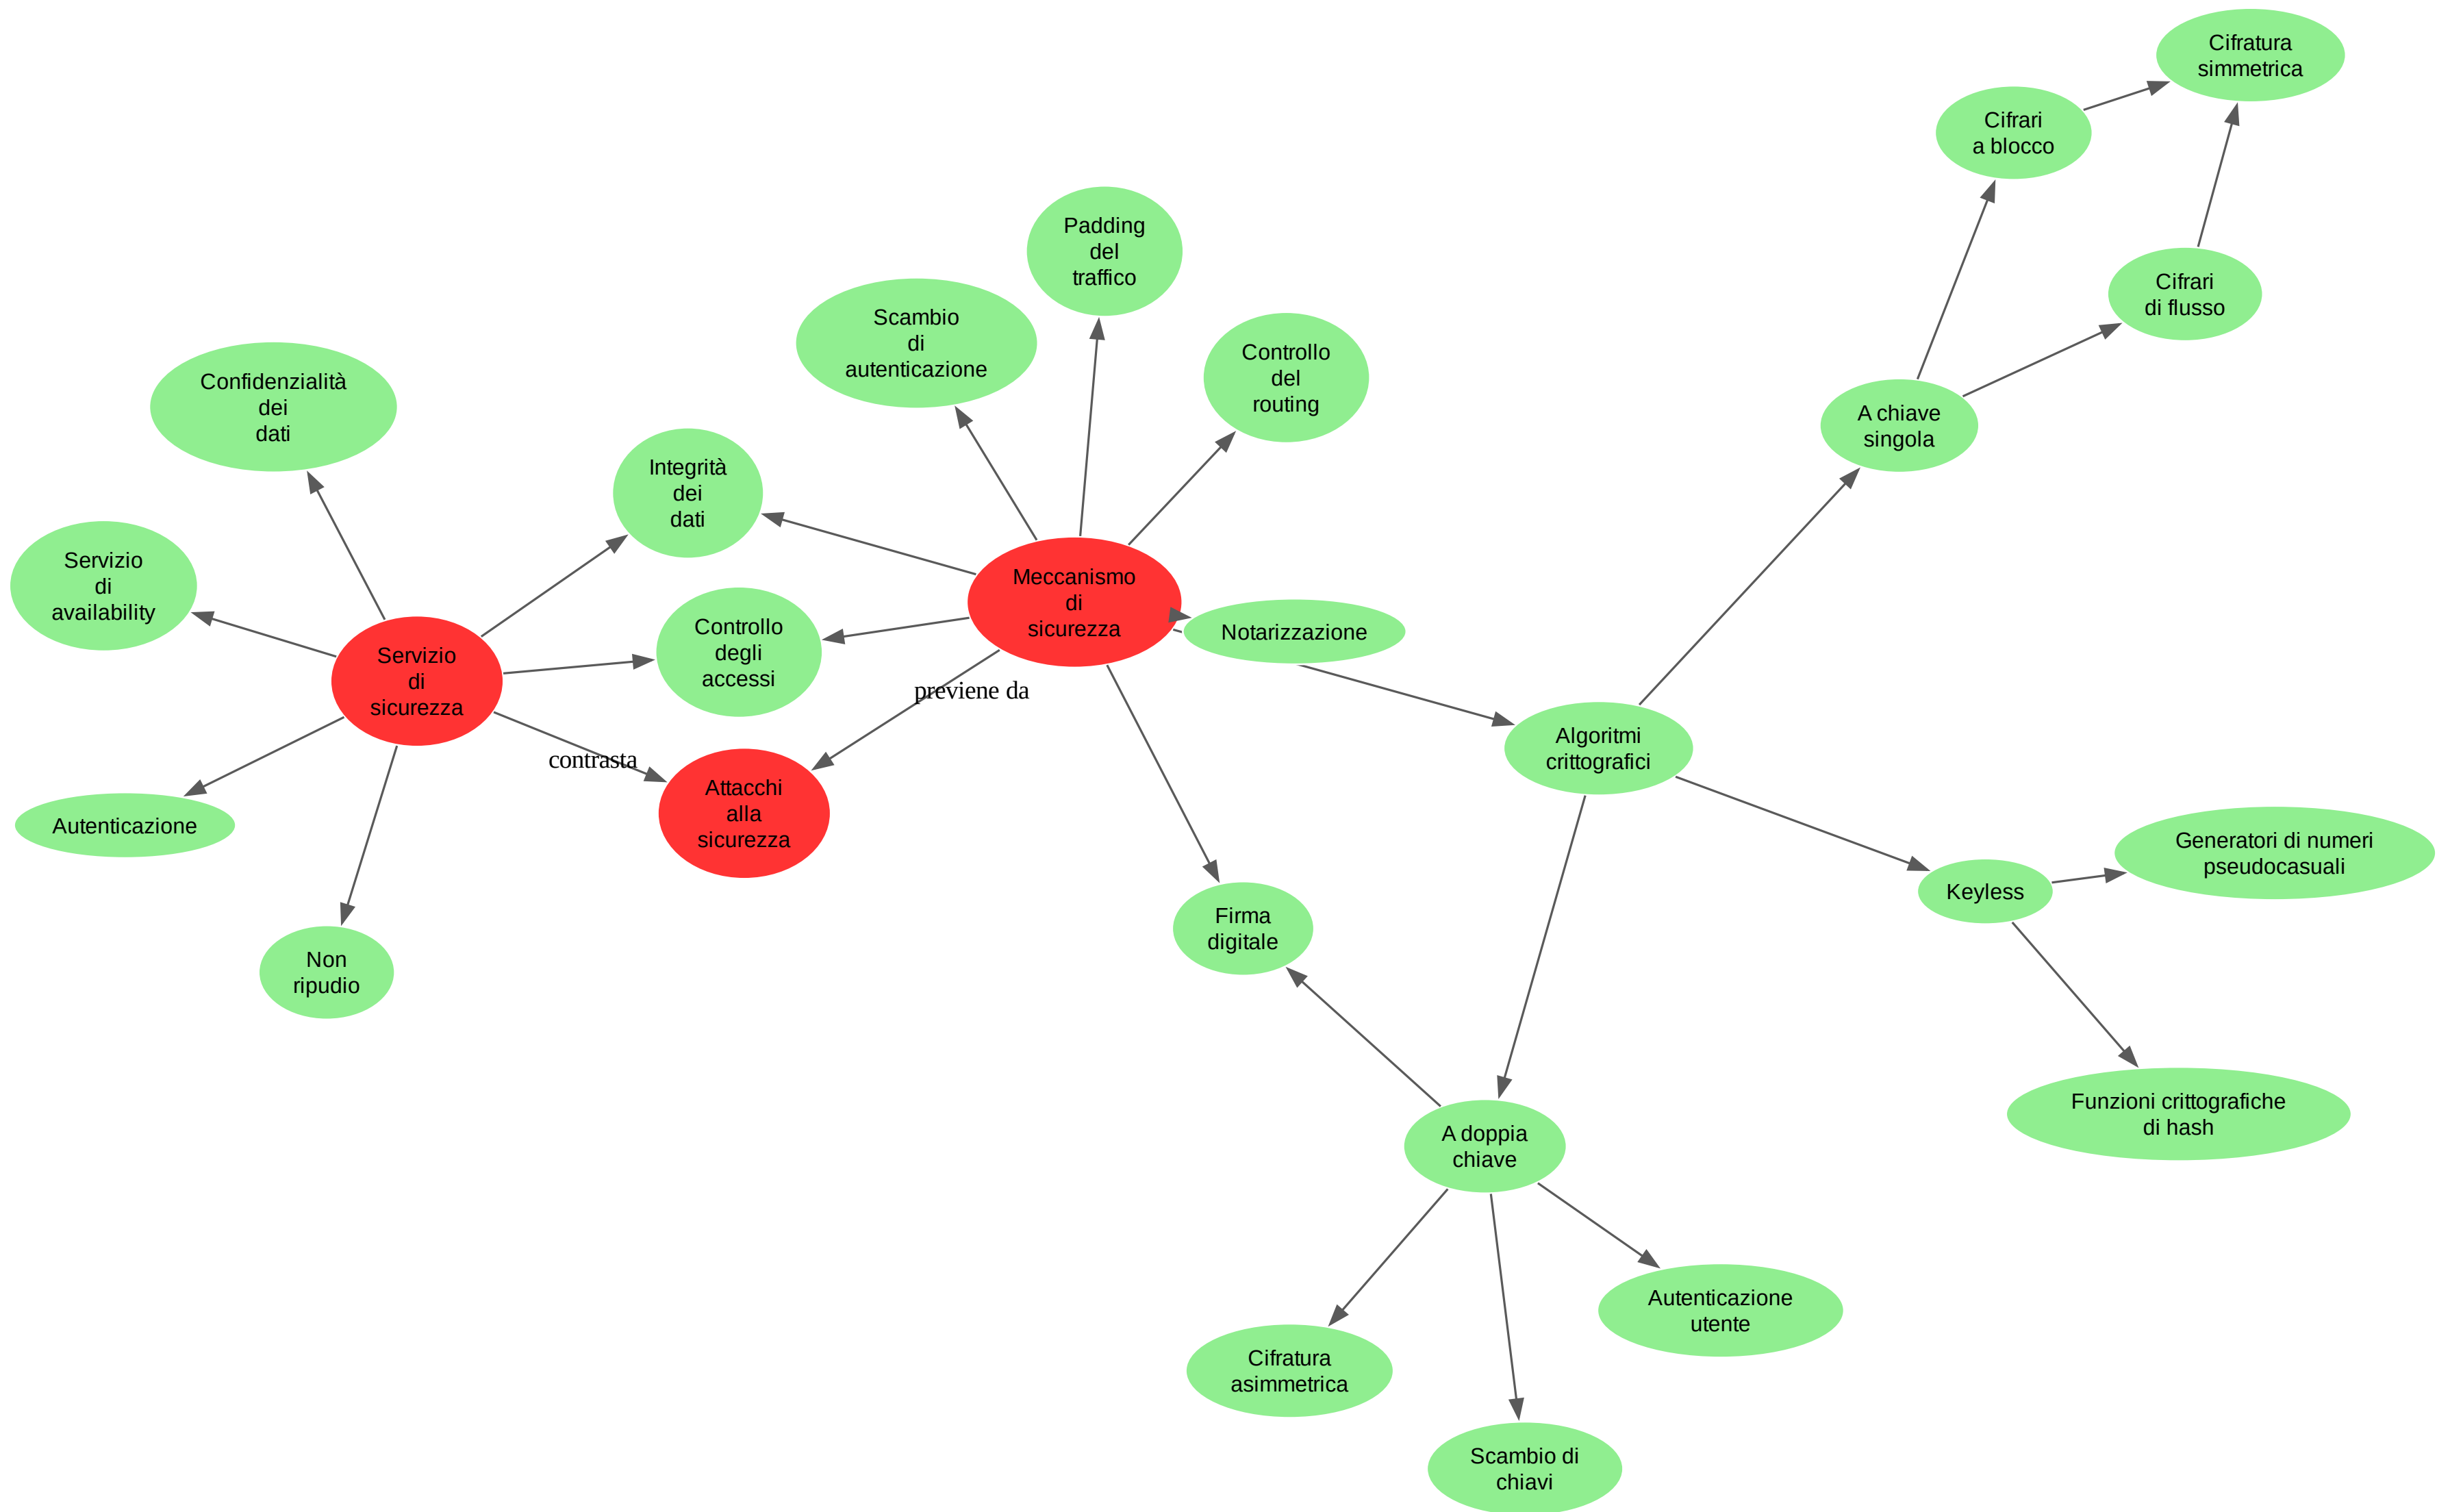 Cifratura
simmetrica
Cifrari
a blocco
Padding
del
traffico
Cifrari
di flusso
Scambio
di
autenticazione
Controllo
del
routing
Confidenzialità
dei
dati
A chiave
singola
Integrità
dei
dati
Servizio
di
availability
Meccanismo
di
sicurezza
Notarizzazione
Controllo
degli
accessi
Servizio
di
sicurezza
previene da
contrasta
Algoritmi
crittografici
Attacchi
alla
sicurezza
Autenticazione
Generatori di numeri
pseudocasuali
Keyless
Firma
digitale
Non
ripudio
Funzioni crittografiche
di hash
A doppia
chiave
Autenticazione
utente
Cifratura
asimmetrica
Scambio di
chiavi